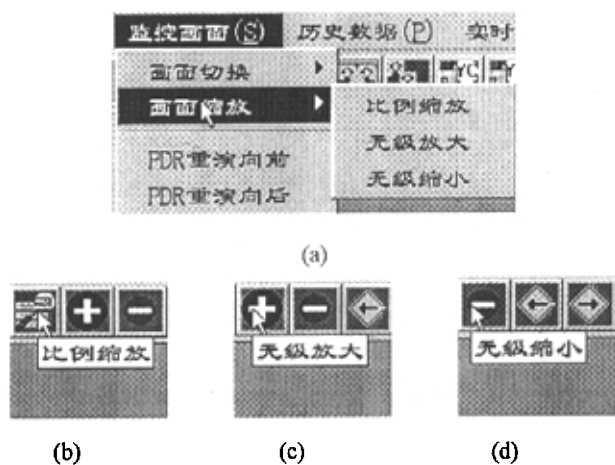 监控画面(S) 历史数据(P) 实时
画面切换
画面缩放
比例缩放
无级放大
无级缩小
PDR重演向前
PDR重演向后
(a)
比例缩放
无级放大
无级缩小
(b) (c) (d)